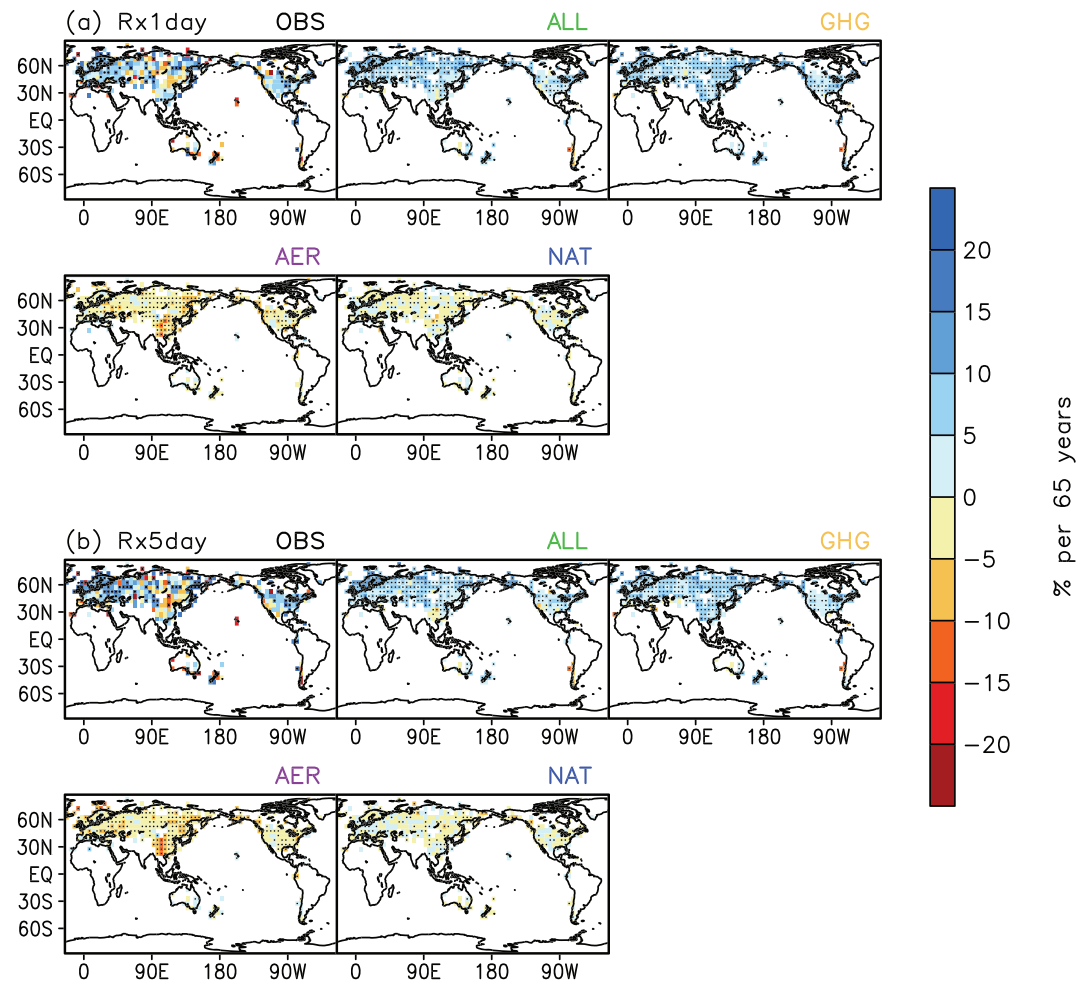 (a) Rx1day OBS ALL GHG
60N
30N
EQ
30S
60S
0 90E 180 90W 0 90E 180 90W 0 90E 180 90W
AER NAT
60N
30N
EQ
30S
60S
0 90E 180 90W 0 90E 180 90W
(b) Rx5day OBS ALL GHG
60N
30N
EQ
30S
60S
0 90E 180 90W 0 90E 180 90W 0 90E 180 90W
AER NAT
60N
30N
EQ
30S
60S
0 90E 180 90W 0 90E 180 90W
20
15
10
5
0
−5
−10
−15
−20
% per 65 years